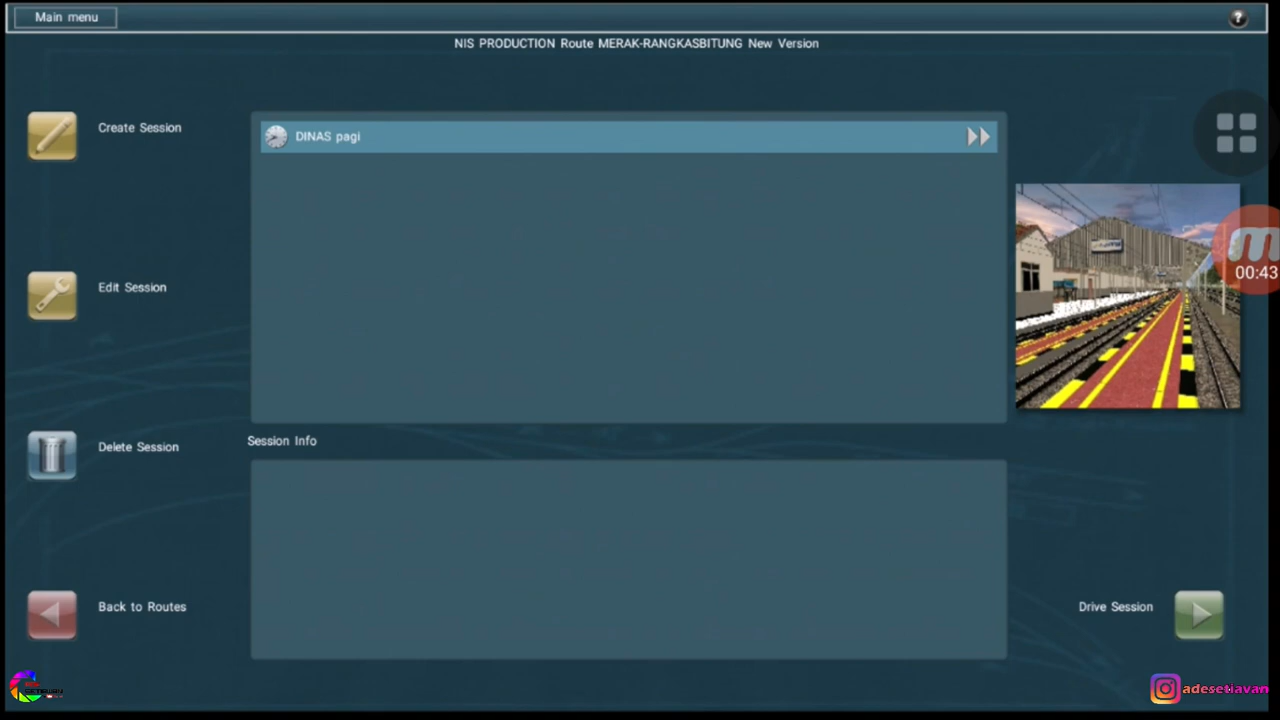 Main menu
?
NIS PRODUCTION Route MERAK-RANGKASBITUNG New Version
Create Session
DINAS pagi
Edit Session
00:43
Delete Session
Session Info
Back to Routes
Drive Session
adesetiavan